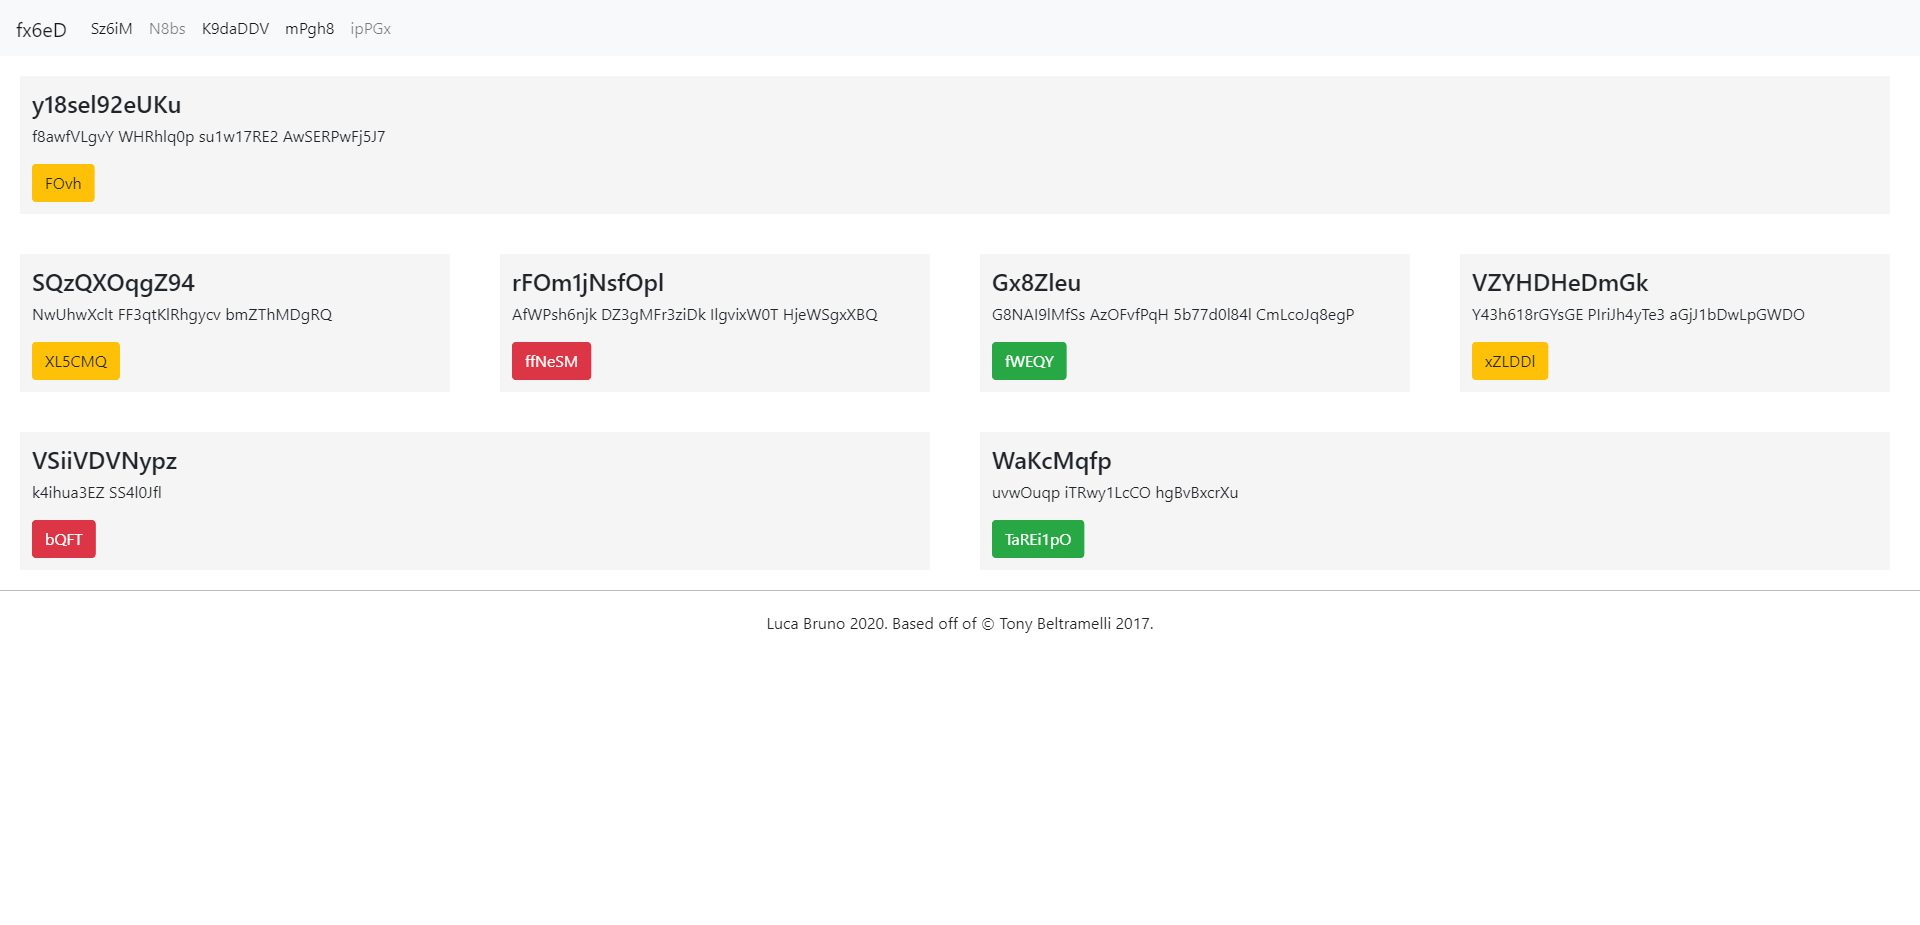 fx6eD Sz6iM N8bs K9daDDV mPgh8 ipPGx
y18sel92eUKu
f8awfVLgvY WHRhlq0p su1w17RE2 AwSERPwFj5J7
FOvh
SQzQXOqgZ94
NwUhwXclt FF3qtKlRhgycv bmZThMDgRQ
XL5CMQ
rFOm1jNsfOpl
AfWPsh6njk DZ3gMFr3ziDk IlgvixW0T HjeWSgxXBQ
ffNeSM
Gx8Zleu
G8NAI9lMfSs AzOFvfPqH 5b77d0l84l CmLcoJq8egP
fWEQY
VZYHDHeDmGk
Y43h618rGYsGE PIriJh4yTe3 aGjJ1bDwLpGWDO
xZLDDl
VSiiVDVNypz
k4ihua3EZ SS4l0Jfl
bQFT
WaKcMqfp
uvwOuqp iTRwy1LcCO hgBvBxcrXu
TaREi1pO
Luca Bruno 2020. Based off of © Tony Beltramelli 2017.